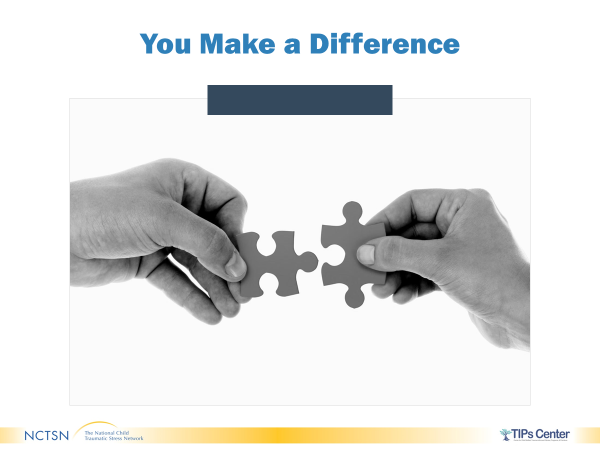 You Make a Difference
NCTSN
The National Child
Traumatic Stress Network
TIPs Center